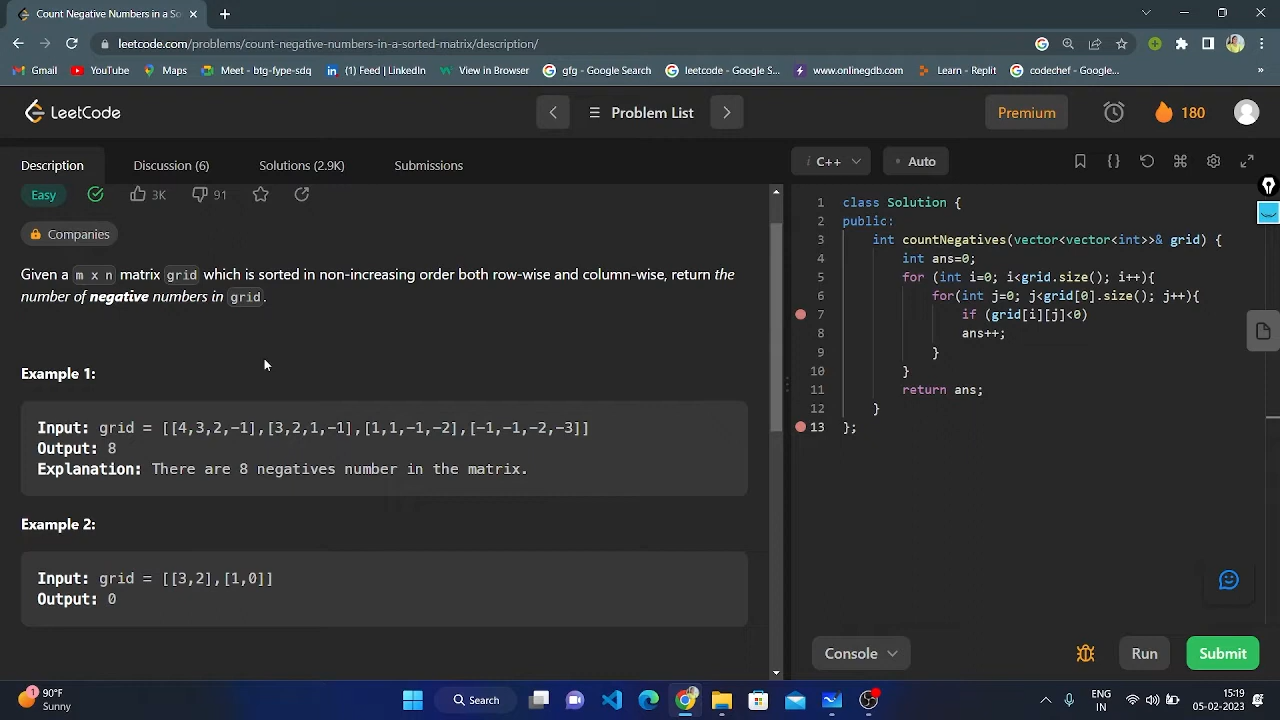 Count Negative Numbers in a So
leetcode.com/problems/count-negative-numbers-in-a-sorted-matrix/description/
Gmail YouTube Maps Meet - btg-fype-sdq (1) Feed | LinkedIn View in Browser gfg - Google Search leetcode - Google S... www.onlinegdb.com Learn - Replit codechef - Google... »
LeetCode Problem List Premium 180
Description Discussion (6) Solutions (2.9K) Submissions
i C++ • Auto
Easy 3K 91
Companies
Given a m x n matrix grid which is sorted in non-increasing order both row-wise and column-wise, return the
number of negative numbers in grid.
Example 1:
Input: grid = [[4,3,2,-1],[3,2,1,-1],[1,1,-1,-2],[-1,-1,-2,-3]]
Output: 8
Explanation: There are 8 negatives number in the matrix.
Example 2:
Input: grid = [[3,2],[1,0]]
Output: 0
1 class Solution {
2 public:
3 int countNegatives(vector<vector<int>>& grid) {
4 int ans=0;
5 for (int i=0; i<grid.size(); i++){
6 for(int j=0; j<grid[0].size(); j++){
7 if (grid[i][j]<0)
8 ans++;
9 }
10 }
11 return ans;
12 }
13 };
Console Run Submit
1 90°F
Sunny
Search
ENG
IN
15:19
05-02-2023